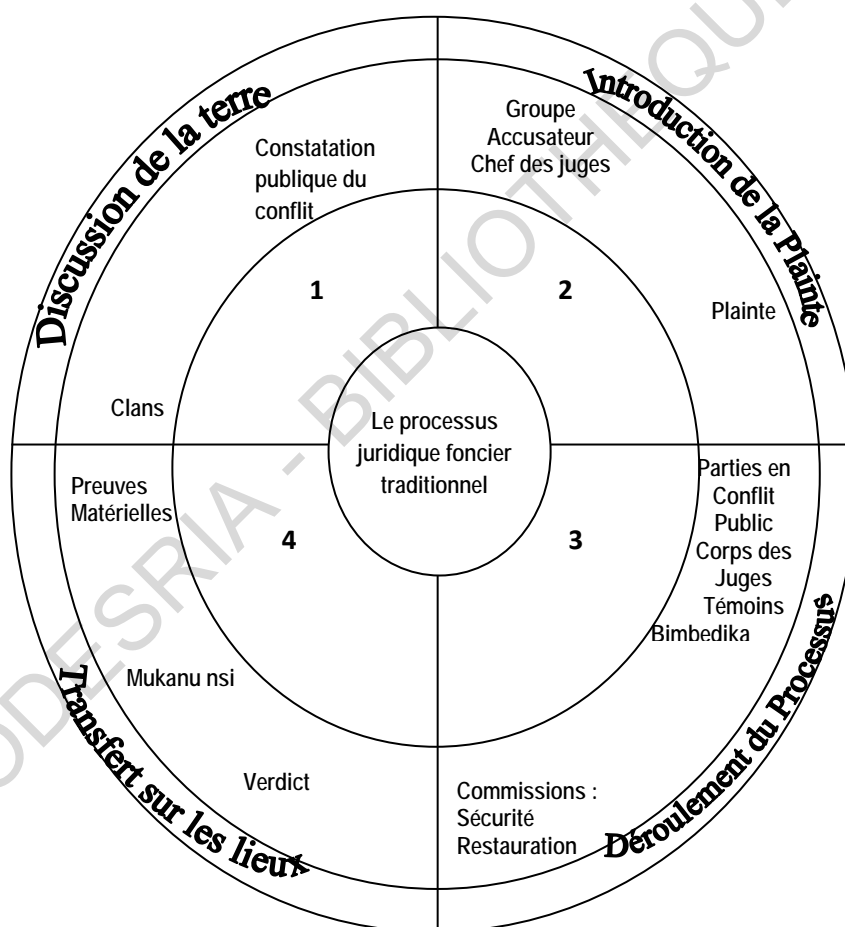 Discussion de la terre
Constatation
publique du
conflit
Clans
1
Introduction de la Plainte
Groupe
Accusateur
Chef des juges
Plainte
2
Le processus
juridique foncier
traditionnel
Parties en
Conflit
Public
Corps des
Juges
Témoins
Bimbedika
3
Commissions :
Sécurité
Restauration
Déroulement du Processus
Preuves
Matérielles
4
Mukanu nsi
Verdict
Transfert sur les lieux
ODESRIA - BIBLIOTHEQUE